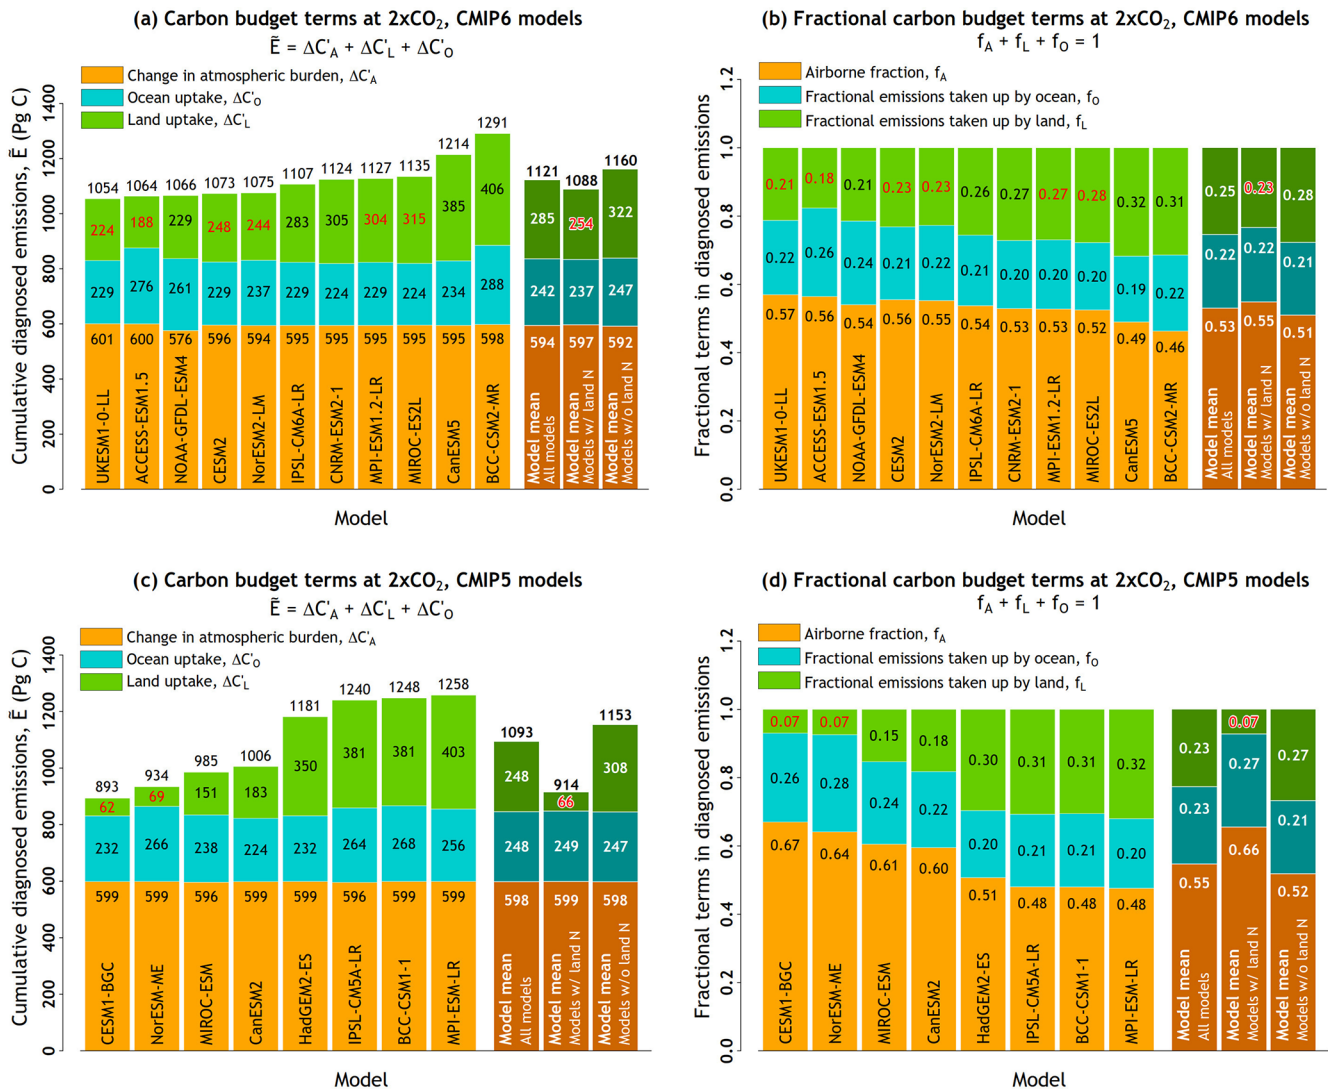 (a) Carbon budget terms at 2xCO₂, CMIP6 models
Ẽ = ΔC'A + ΔC'L + ΔC'O
Change in atmospheric burden, ΔC'A
Ocean uptake, ΔC'O
Land uptake, ΔC'L
Cumulative diagnosed emissions, Ẽ (Pg C)
0 200 400 600 800 1000 1200 1400
1054 1064 1066 1073 1075 1107 1124 1127 1135 1214 1291 1121 1088 1160
224 188 229 248 244 283 305 304 315 385 406 285 254 322
229 276 261 229 237 229 224 229 224 234 288 242 237 247
601 600 576 596 594 595 595 595 595 595 598 594 597 592
UKESM1-0-LL
ACCESS-ESM1.5
NOAA-GFDL-ESM4
CESM2
NorESM2-LM
IPSL-CM6A-LR
CNRM-ESM2-1
MPI-ESM1.2-LR
MIROC-ES2L
CanESM5
BCC-CSM2-MR
Model mean
All models
Model mean
Models w/ land N
Model mean
Models w/o land N
Model
(b) Fractional carbon budget terms at 2xCO₂, CMIP6 models
fA + fL + fO = 1
Airborne fraction, fA
Fractional emissions taken up by ocean, fO
Fractional emissions taken up by land, fL
Fractional terms in diagnosed emissions
0.0 0.2 0.4 0.6 0.8 1.0 1.2
0.21 0.18 0.21 0.23 0.23 0.26 0.27 0.27 0.28 0.32 0.31 0.25 0.23 0.28
0.22 0.26 0.24 0.21 0.22 0.21 0.20 0.20 0.20 0.19 0.22 0.22 0.22 0.21
0.57 0.56 0.54 0.56 0.55 0.54 0.53 0.53 0.52 0.49 0.46 0.53 0.55 0.51
UKESM1-0-LL
ACCESS-ESM1.5
NOAA-GFDL-ESM4
CESM2
NorESM2-LM
IPSL-CM6A-LR
CNRM-ESM2-1
MPI-ESM1.2-LR
MIROC-ES2L
CanESM5
BCC-CSM2-MR
Model mean
All models
Model mean
Models w/ land N
Model mean
Models w/o land N
Model
(c) Carbon budget terms at 2xCO₂, CMIP5 models
Ẽ = ΔC'A + ΔC'L + ΔC'O
Change in atmospheric burden, ΔC'A
Ocean uptake, ΔC'O
Land uptake, ΔC'L
Cumulative diagnosed emissions, Ẽ (Pg C)
0 200 400 600 800 1000 1200 1400
893 934 985 1006 1181 1240 1248 1258 1093 914 1153
62 69 151 183 350 381 381 403 248 66 308
232 266 238 224 232 264 268 256 248 249 247
599 599 596 599 599 596 599 599 598 599 598
CESM1-BGC
NorESM-ME
MIROC-ESM
CanESM2
HadGEM2-ES
IPSL-CM5A-LR
BCC-CSM1-1
MPI-ESM-LR
Model mean
All models
Model mean
Models w/ land N
Model mean
Models w/o land N
Model
(d) Fractional carbon budget terms at 2xCO₂, CMIP5 models
fA + fL + fO = 1
Airborne fraction, fA
Fractional emissions taken up by ocean, fO
Fractional emissions taken up by land, fL
Fractional terms in diagnosed emissions
0.0 0.2 0.4 0.6 0.8 1.0 1.2
0.07 0.07 0.15 0.18 0.30 0.31 0.31 0.32 0.23 0.07 0.27
0.26 0.28 0.24 0.22 0.20 0.21 0.21 0.20 0.23 0.27 0.21
0.67 0.64 0.61 0.60 0.51 0.48 0.48 0.48 0.55 0.66 0.52
CESM1-BGC
NorESM-ME
MIROC-ESM
CanESM2
HadGEM2-ES
IPSL-CM5A-LR
BCC-CSM1-1
MPI-ESM-LR
Model mean
All models
Model mean
Models w/ land N
Model mean
Models w/o land N
Model